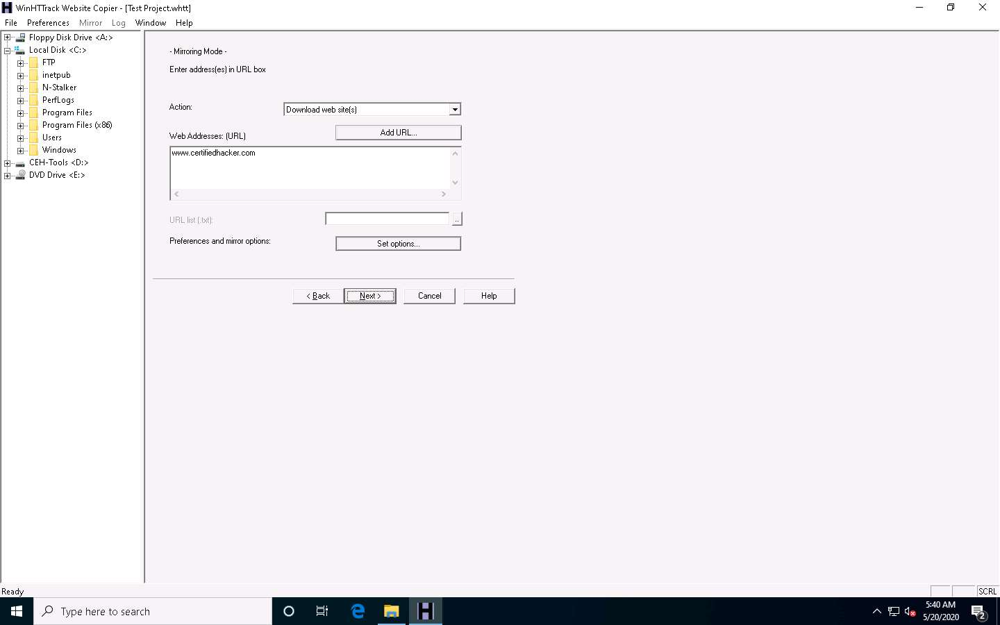 WinHTTrack Website Copier - [Test Project.whtt]
File Preferences Mirror Log Window Help
Floppy Disk Drive <A:>
Local Disk <C:>
FTP
inetpub
N-Stalker
PerfLogs
Program Files
Program Files (x86)
Users
Windows
CEH-Tools <D:>
DVD Drive <E:>
- Mirroring Mode -
Enter address(es) in URL box
Action:
Download web site(s)
Web Addresses: (URL)
Add URL...
www.certifiedhacker.com
URL list (.txt):
..
Preferences and mirror options:
Set options...
< Back
Next >
Cancel
Help
Ready
SCRL
Type here to search
5:40 AM
5/20/2020
2